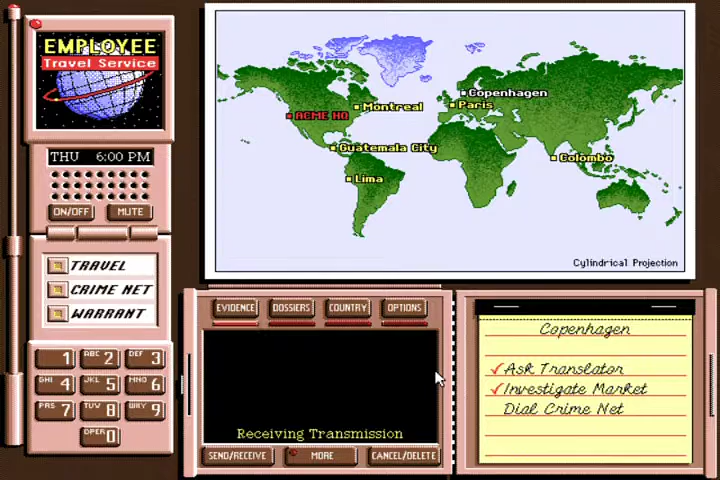 EMPLOYEE
Travel Service
THU 6:00 PM
ON/OFF
MUTE
TRAVEL
CRIME NET
WARRANT
1
ABC 2
DEF 3
GHI 4
JKL 5
MNO 6
PRS 7
TUV 8
WXY 9
OPER 0
Copenhagen
Montreal
Paris
ACME HQ
Guatemala City
Colombo
Lima
Cylindrical Projection
EVIDENCE
DOSSIERS
COUNTRY
OPTIONS
Receiving Transmission
SEND/RECEIVE
MORE
CANCEL/DELETE
Copenhagen
Ask Translator
Investigate Market
Dial Crime Net